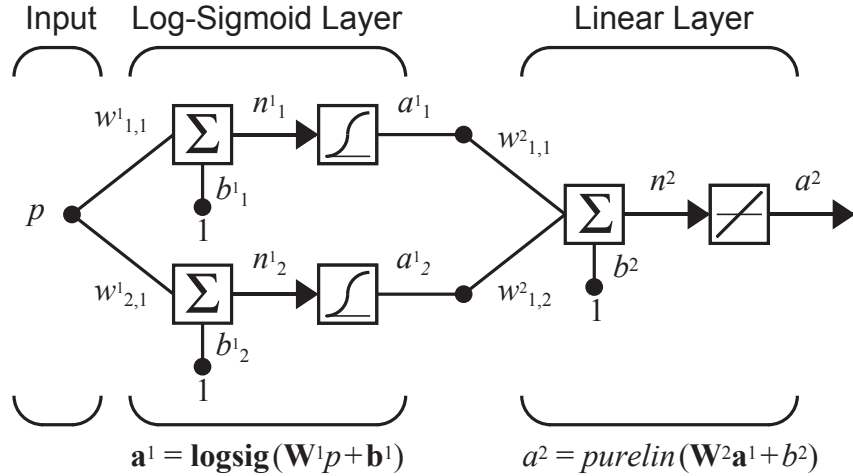 Input Log-Sigmoid Layer Linear Layer
w¹₁,₁ Σ n¹₁ a¹₁ w²₁,₁
b¹₁
1
p Σ n² a²
b²
1
w¹₂,₁ Σ n¹₂ a¹₂ w²₁,₂
b¹₂
1
a¹ = logsig(W¹p+b¹) a² = purelin(W²a¹+b²)